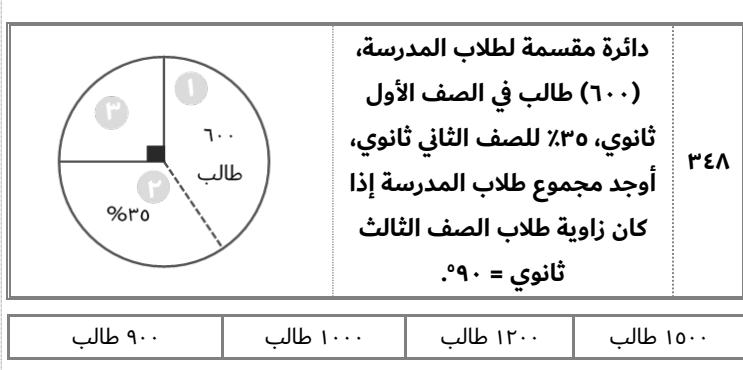 ٣٤٨
دائرة مقسمة لطلاب المدرسة،
(٦٠٠) طالب في الصف الأول
ثانوي، ٣٥٪ للصف الثاني ثانوي،
أوجد مجموع طلاب المدرسة إذا
كان زاوية طلاب الصف الثالث
ثانوي = ٩٠°.
١
٣
٦٠٠
طالب
٢
%٣٥
١٥٠٠ طالب
١٢٠٠ طالب
١٠٠٠ طالب
٩٠٠ طالب